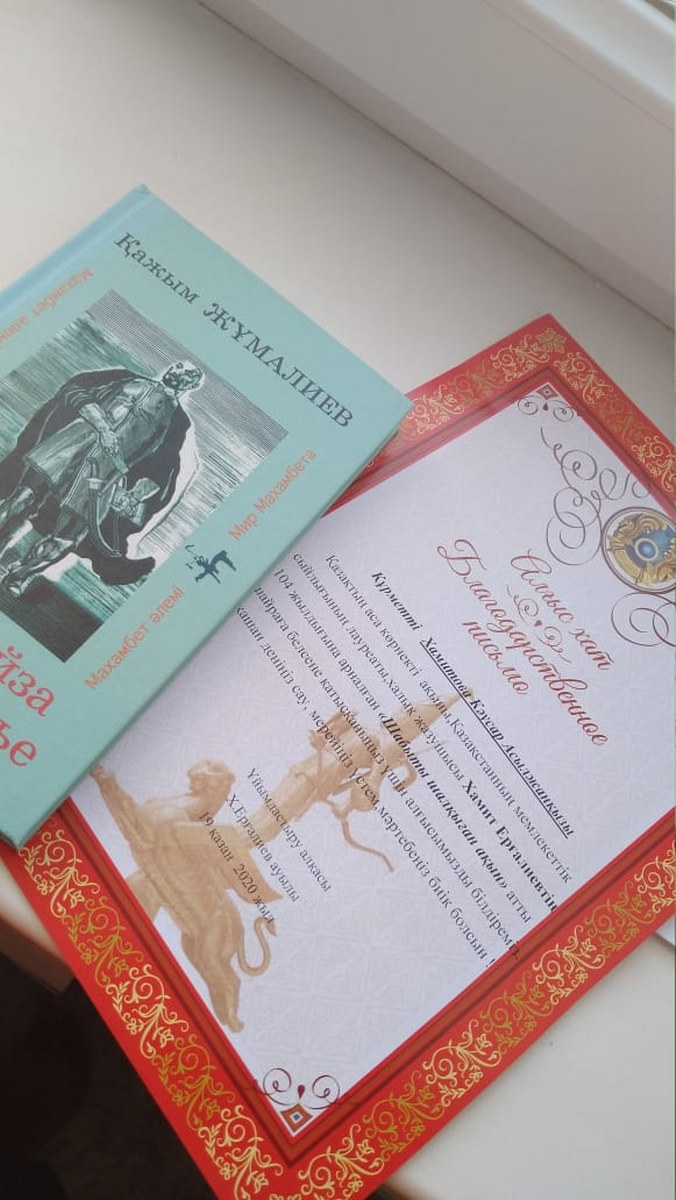 Қажым ЖҰМАЛИЕВ
Махамбет
Мир Махамбета
Махамбет әлемі
Алғыс хат
Благодарственное
письмо
Құрметті Хамитова Кәусар Асылжанқызы
Қазақтың аса көрнекті ақыны, Қазақстанның мемлекеттік
сыйлығының лауреаты, халық жазушысы Хамит Ерғалиевтің
104 жылдығына арналған «Шабыты шалқыған ақын» атты
белсене қатысқаныңыз үшін алғысымызды білдіреміз.
деніңіз сау, мерейіңіз үстем, мәртебеңіз биік болсын !
Ұйымдастыру алқасы
Х.Ерғалиев ауылы
19 қазан 2020 жыл